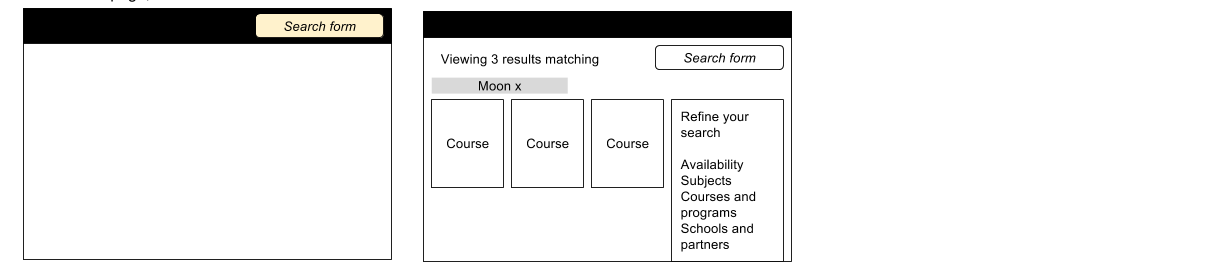 Search form
Viewing 3 results matching
Search form
Moon x
Course
Course
Course
Refine your
search
Availability
Subjects
Courses and
programs
Schools and
partners